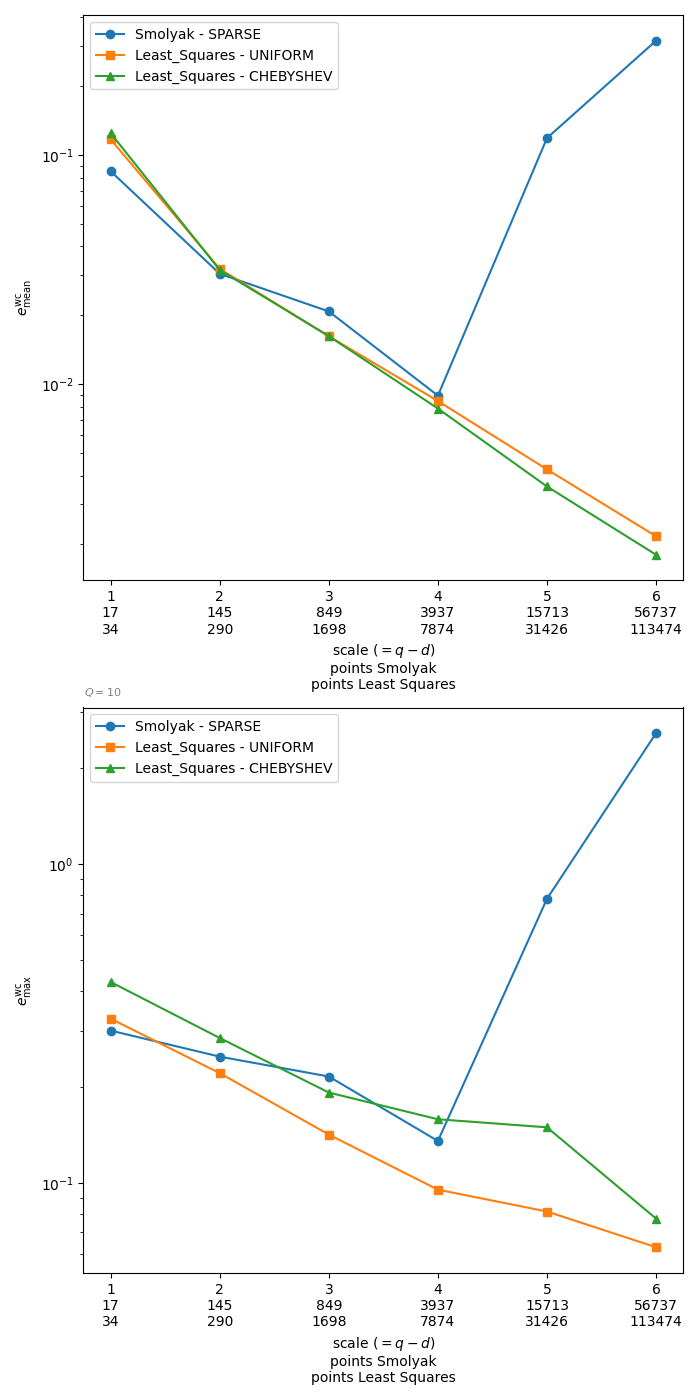 Smolyak - SPARSE
Least_Squares - UNIFORM
Least_Squares - CHEBYSHEV
10⁻¹
10⁻²
e^wc_mean
1 2 3 4 5 6
17 145 849 3937 15713 56737
34 290 1698 7874 31426 113474
scale (= q − d)
points Smolyak
points Least Squares
Q = 10
Smolyak - SPARSE
Least_Squares - UNIFORM
Least_Squares - CHEBYSHEV
10⁰
10⁻¹
e^wc_max
1 2 3 4 5 6
17 145 849 3937 15713 56737
34 290 1698 7874 31426 113474
scale (= q − d)
points Smolyak
points Least Squares